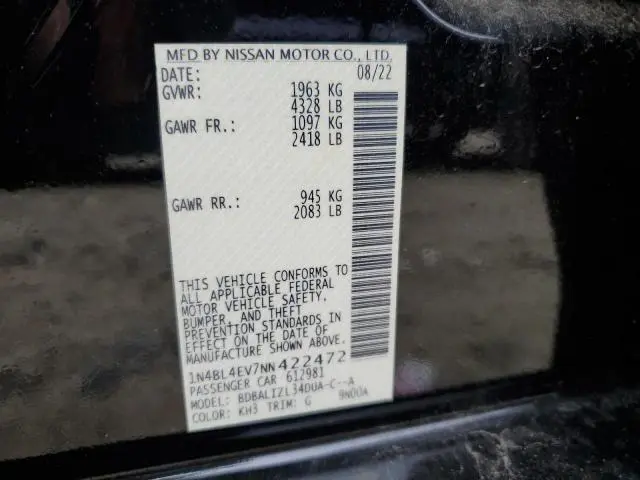 MFD BY NISSAN MOTOR CO., LTD.
DATE: 08/22
GVWR: 1963 KG
4328 LB
GAWR FR.: 1097 KG
2418 LB
GAWR RR.: 945 KG
2083 LB
THIS VEHICLE CONFORMS TO
ALL APPLICABLE FEDERAL
MOTOR VEHICLE SAFETY,
BUMPER, AND THEFT
PREVENTION STANDARDS IN
EFFECT ON THE DATE OF
MANUFACTURE SHOWN ABOVE.
1N4BL4EV7NN422472
PASSENGER CAR 612981
MODEL: BDBALIZL34DUA-C--A
COLOR: KH3 TRIM: G 9N00A